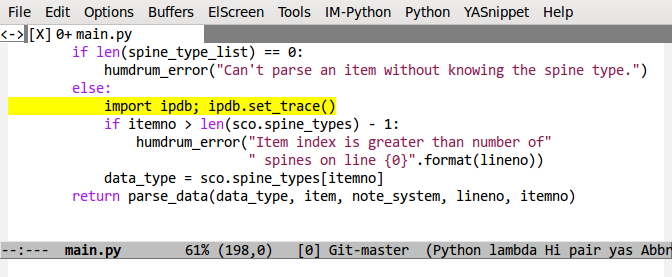 File Edit Options Buffers ElScreen Tools IM-Python Python YASnippet Help
<->[X] 0+ main.py
if len(spine_type_list) == 0:
humdrum_error("Can't parse an item without knowing the spine type.")
else:
import ipdb; ipdb.set_trace()
if itemno > len(sco.spine_types) - 1:
humdrum_error("Item index is greater than number of"
" spines on line {0}".format(lineno))
data_type = sco.spine_types[itemno]
return parse_data(data_type, item, note_system, lineno, itemno)
--:--- main.py 61% (198,0) [0] Git-master (Python lambda Hi pair yas Abbr